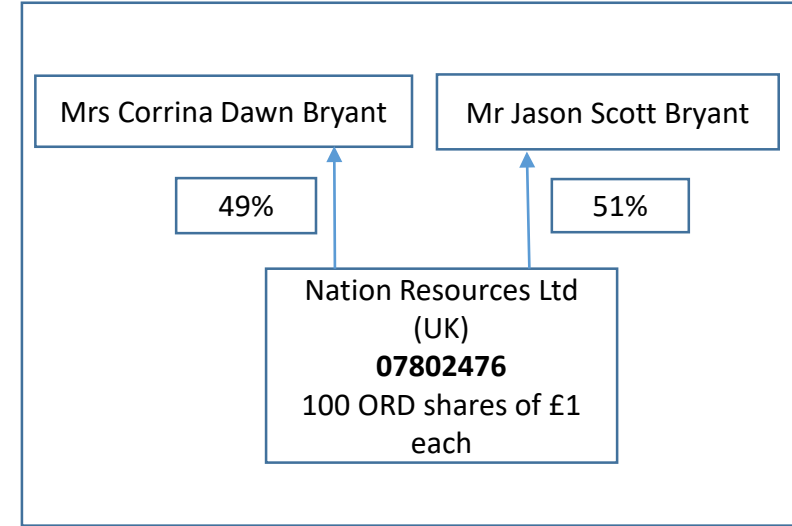 Mrs Corrina Dawn Bryant
Mr Jason Scott Bryant
49%
51%
Nation Resources Ltd
(UK)
07802476
100 ORD shares of £1
each